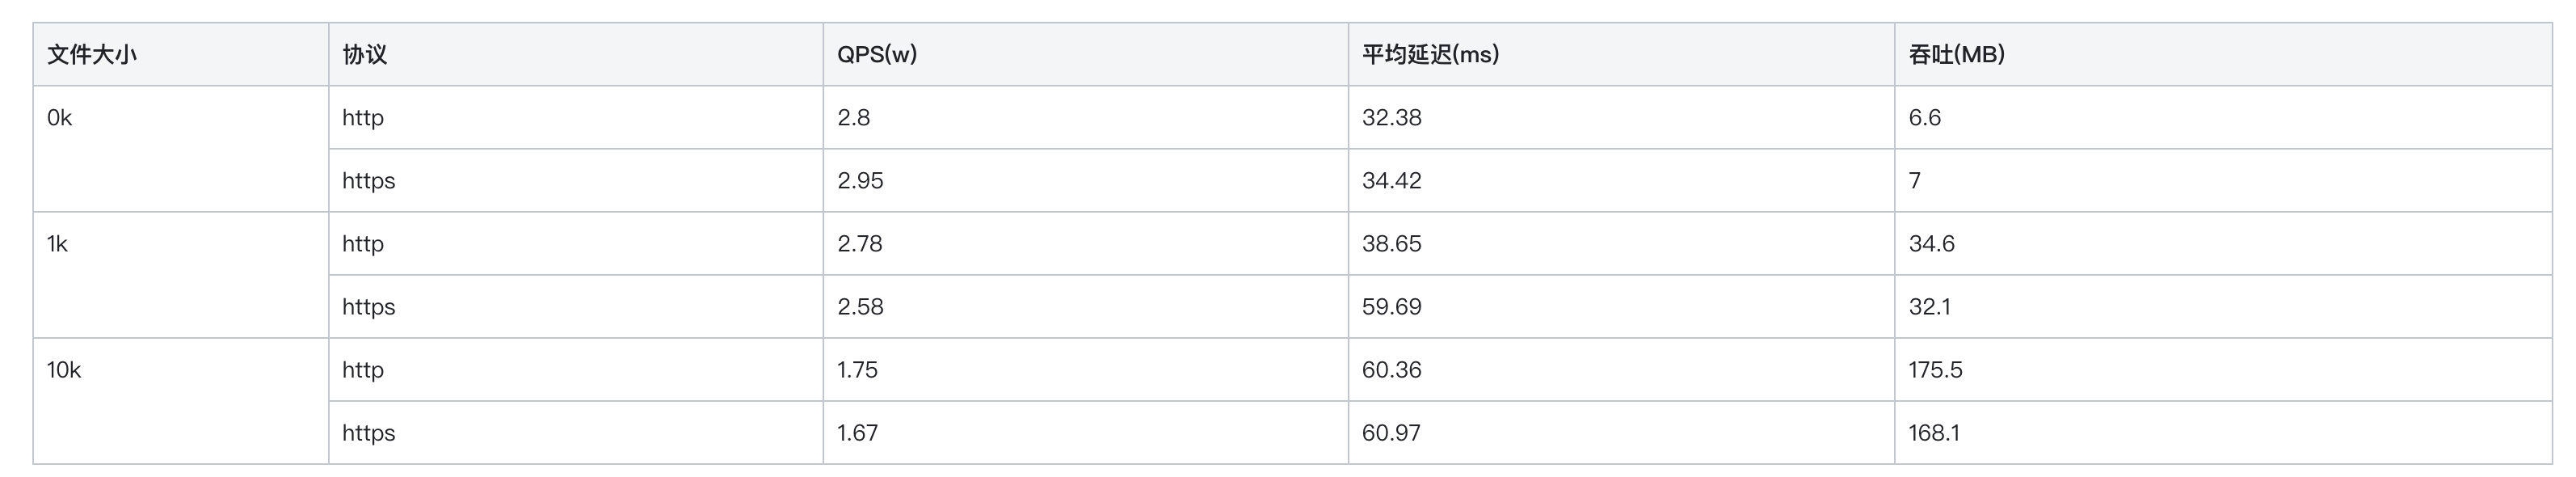 文件大小 协议 QPS(w) 平均延迟(ms) 吞吐(MB)
0k http 2.8 32.38 6.6
https 2.95 34.42 7
1k http 2.78 38.65 34.6
https 2.58 59.69 32.1
10k http 1.75 60.36 175.5
https 1.67 60.97 168.1